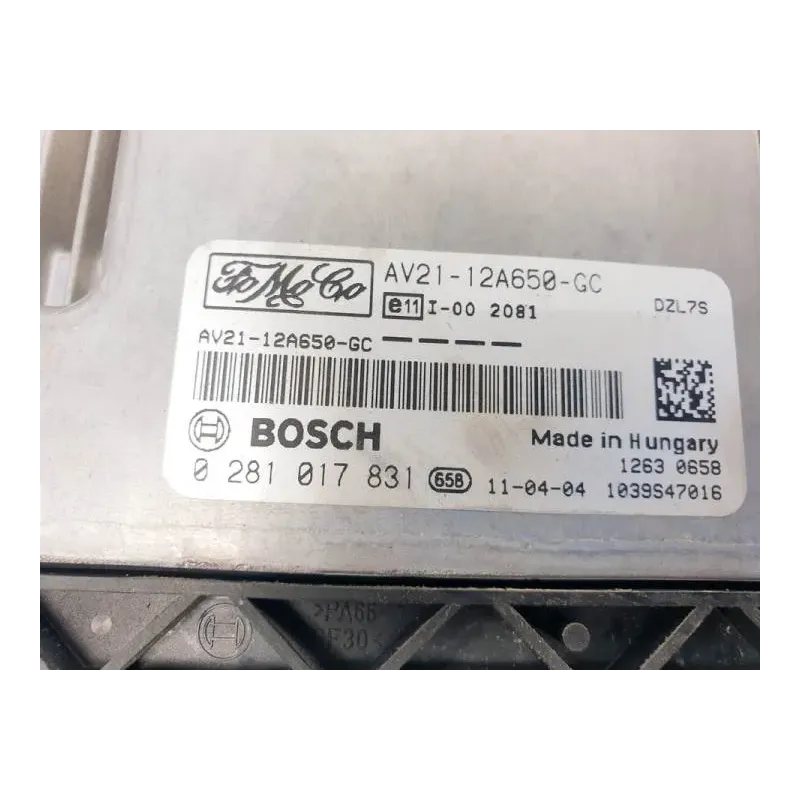 FoMoCo
AV21-12A650-GC
e11 I-00 2081
DZL7S
AV21-12A650-GC — — — —
BOSCH
Made in Hungary
1263 0658
0 281 017 831 658 11-04-04 1039S47016
>PA66
GF30<